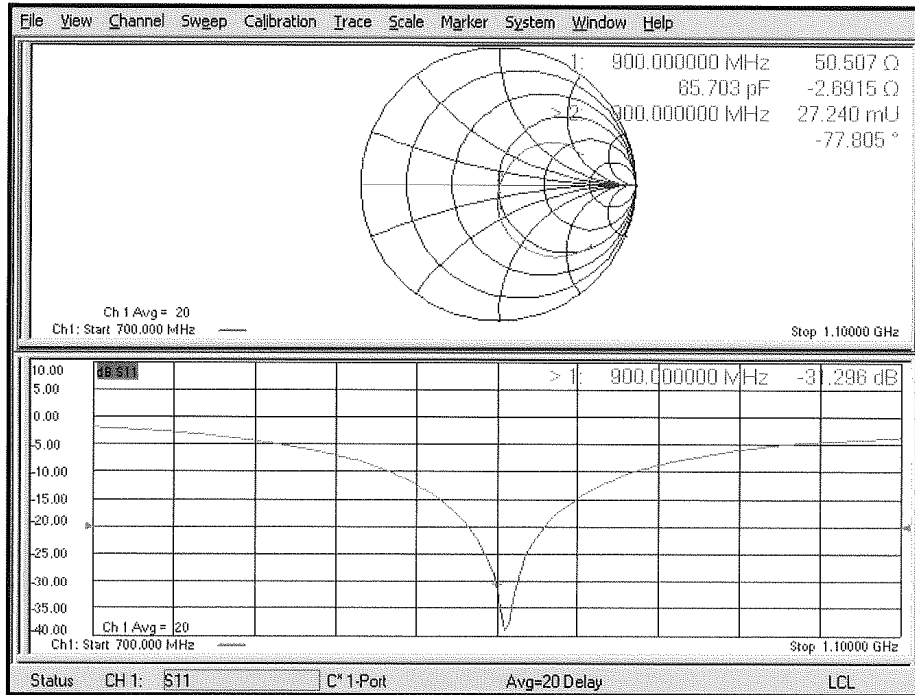 File View Channel Sweep Calibration Trace Scale Marker System Window Help
1: 900.000000 MHz 50.507 Ω
65.703 pF -2.6915 Ω
> 2: 900.000000 MHz 27.240 mU
-77.805 °
Ch 1 Avg = 20
Ch1: Start 700.000 MHz
Stop 1.10000 GHz
10.00
dB S11
> 1: 900.000000 MHz -31.296 dB
5.00
0.00
-5.00
-10.00
-15.00
-20.00
-25.00
-30.00
-35.00
-40.00
Ch 1 Avg = 20
Ch1: Start 700.000 MHz
Stop 1.10000 GHz
Status CH 1: S11 C* 1-Port Avg=20 Delay LCL